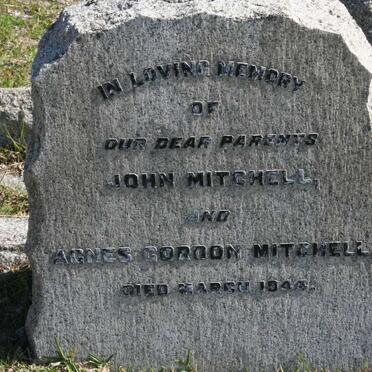 IN LOVING MEMORY
OF
OUR DEAR PARENTS
JOHN MITCHELL,
AND
AGNES GORDON MITCHELL
DIED MARCH 1944.